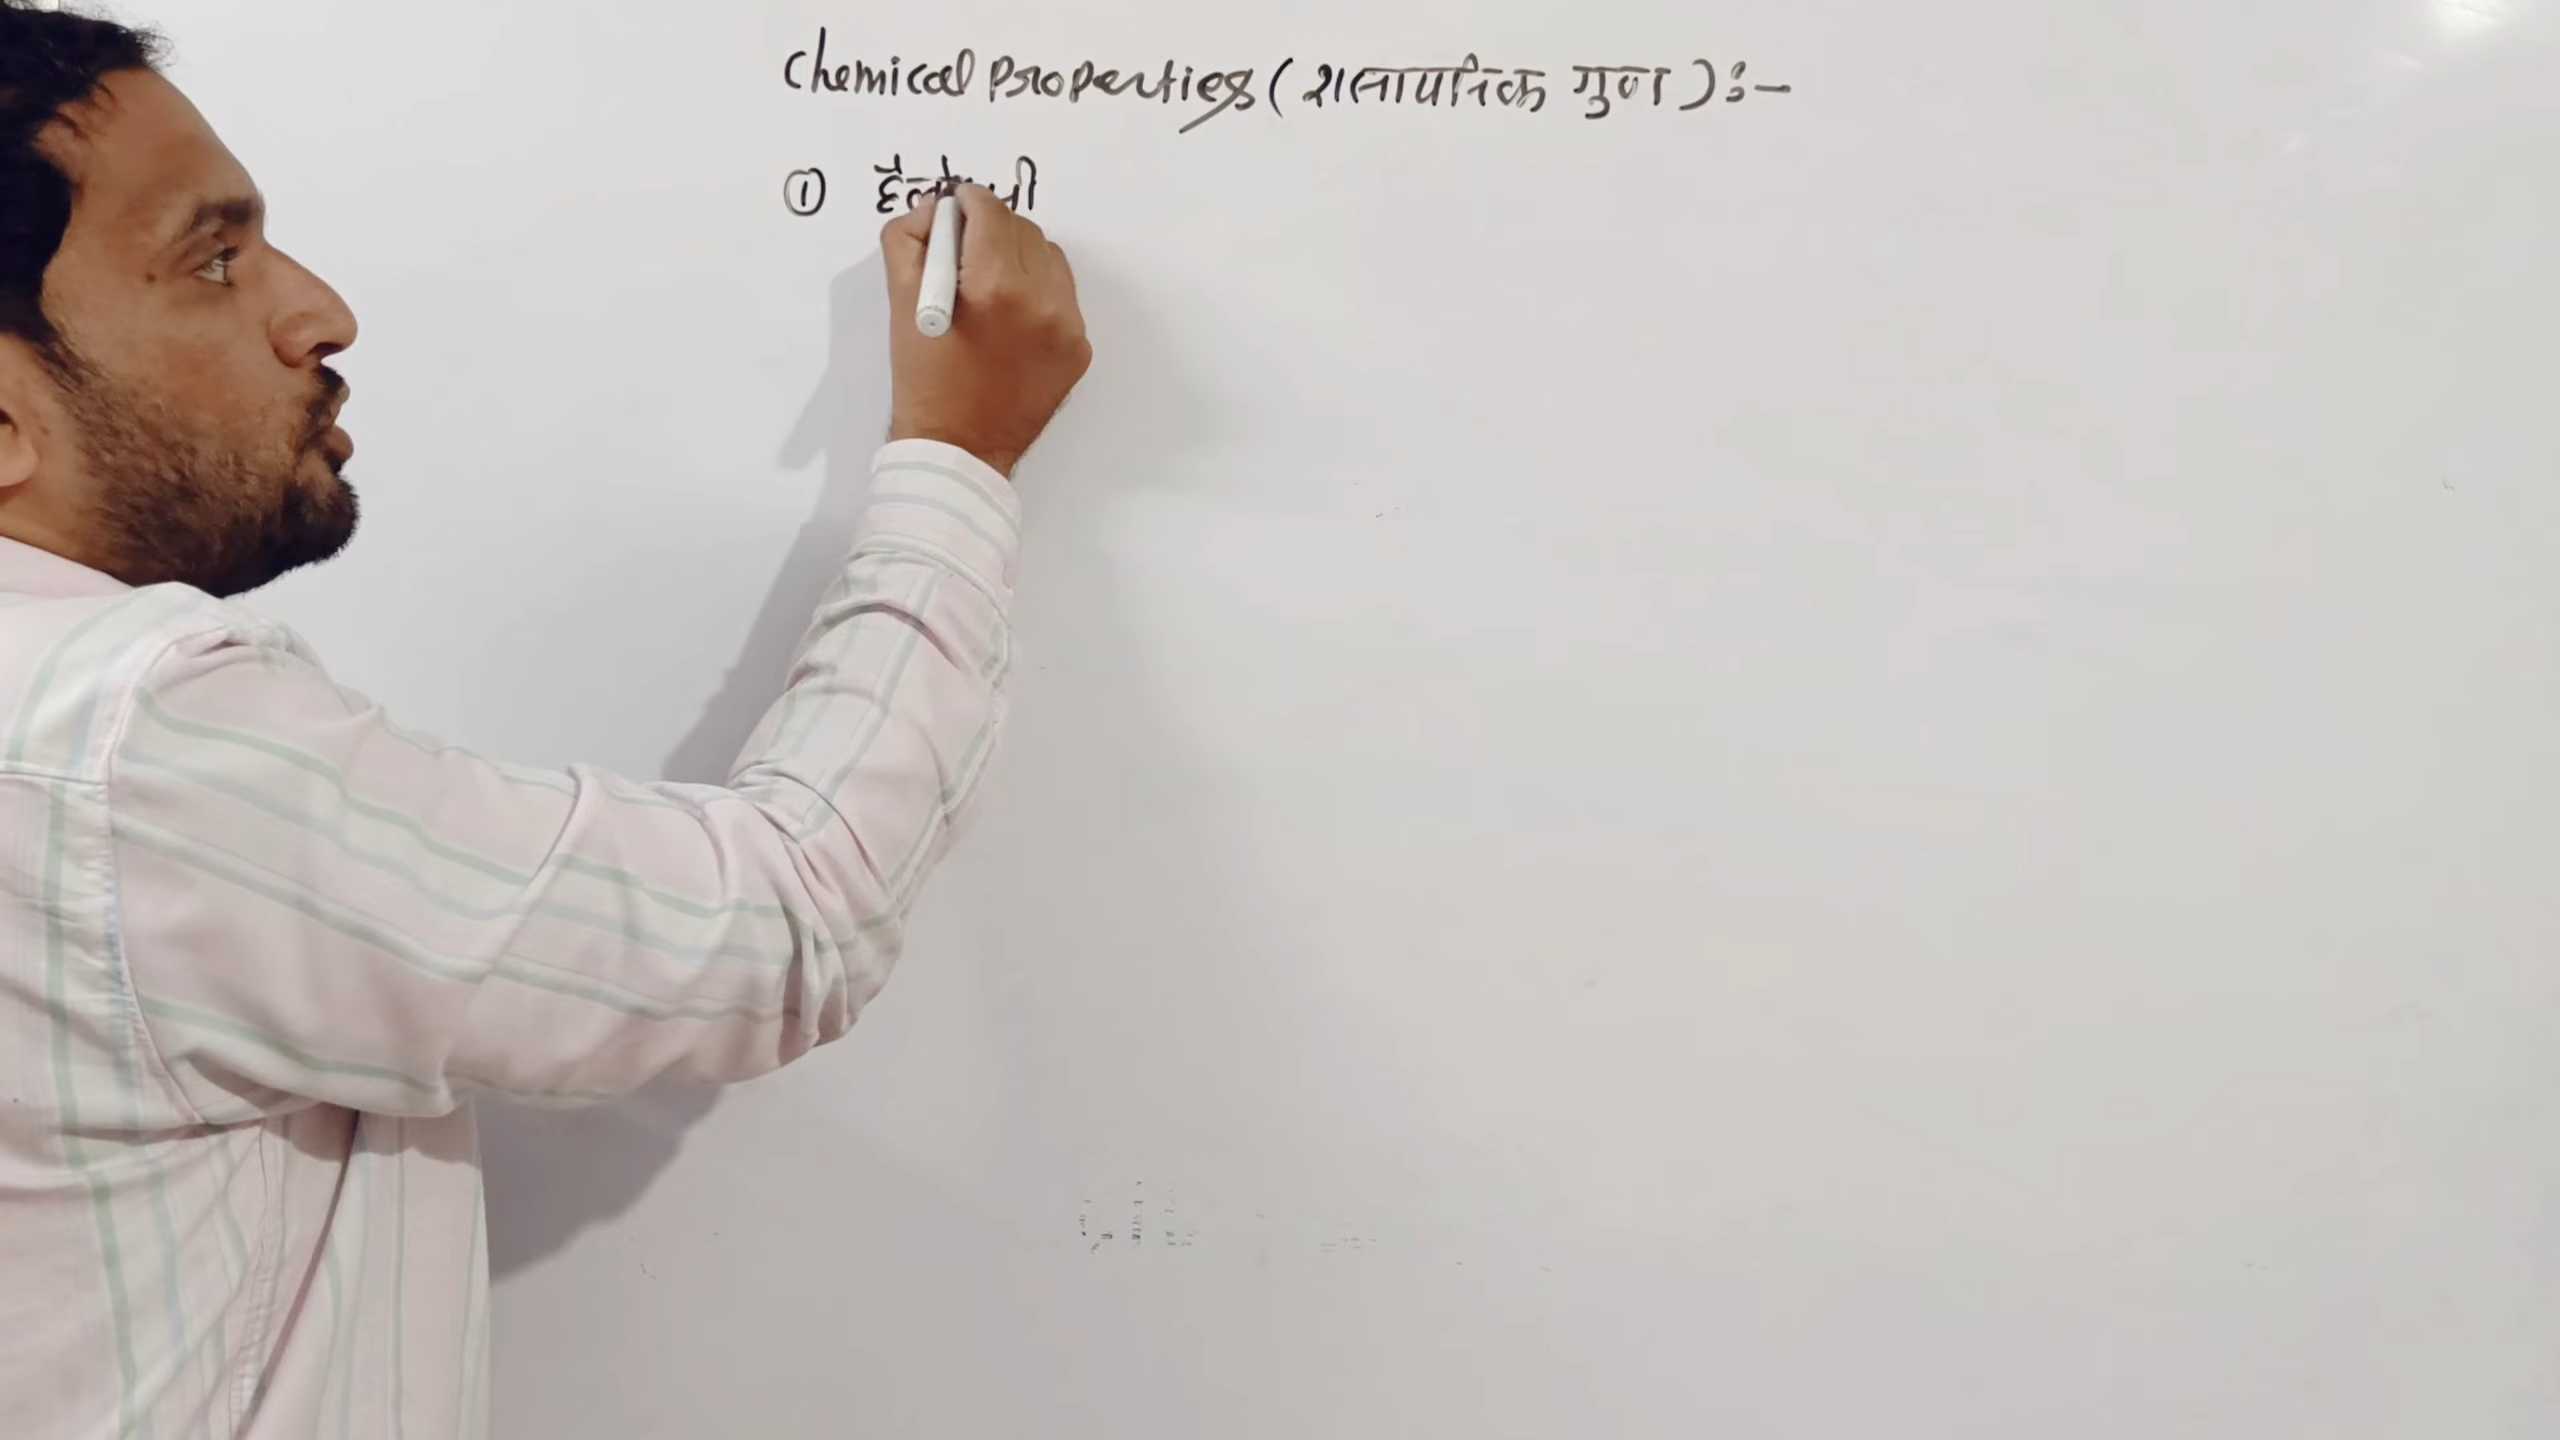 Chemical properties (रासायनिक गुण) :-
①